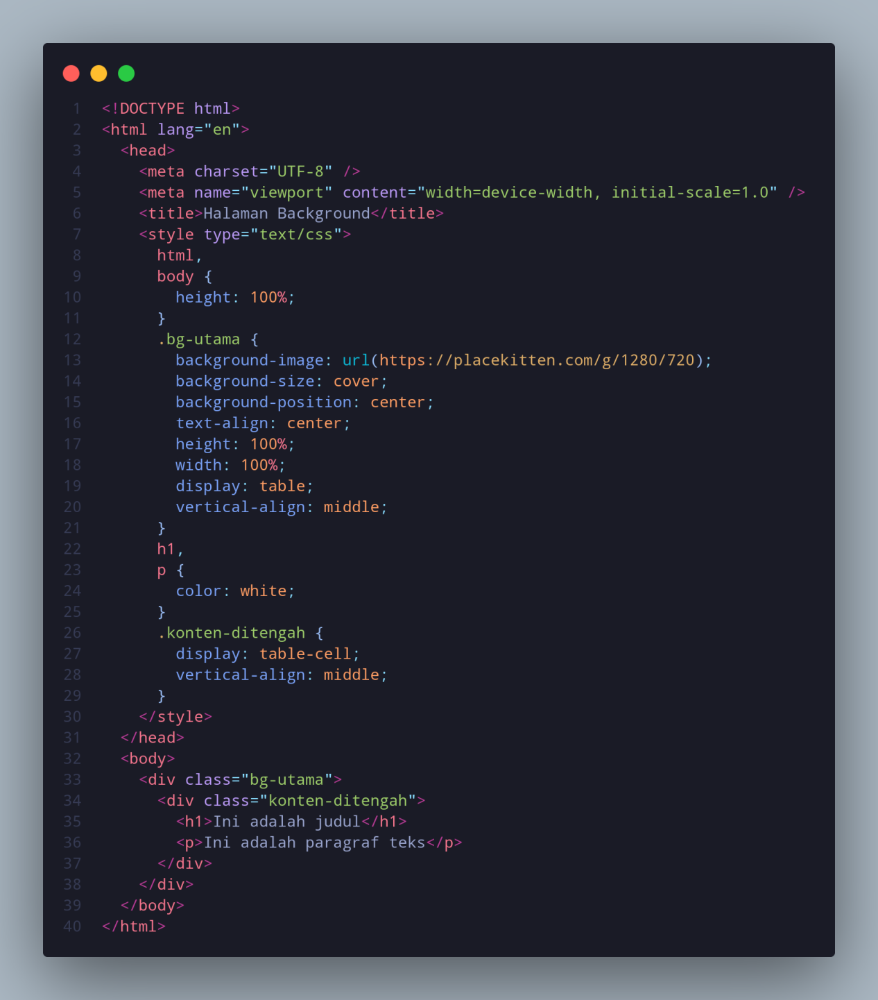 1 <!DOCTYPE html>
2 <html lang="en">
3   <head>
4     <meta charset="UTF-8" />
5     <meta name="viewport" content="width=device-width, initial-scale=1.0" />
6     <title>Halaman Background</title>
7     <style type="text/css">
8       html,
9       body {
10         height: 100%;
11       }
12       .bg-utama {
13         background-image: url(https://placekitten.com/g/1280/720);
14         background-size: cover;
15         background-position: center;
16         text-align: center;
17         height: 100%;
18         width: 100%;
19         display: table;
20         vertical-align: middle;
21       }
22       h1,
23       p {
24         color: white;
25       }
26       .konten-ditengah {
27         display: table-cell;
28         vertical-align: middle;
29       }
30     </style>
31   </head>
32   <body>
33     <div class="bg-utama">
34       <div class="konten-ditengah">
35         <h1>Ini adalah judul</h1>
36         <p>Ini adalah paragraf teks</p>
37       </div>
38     </div>
39   </body>
40 </html>